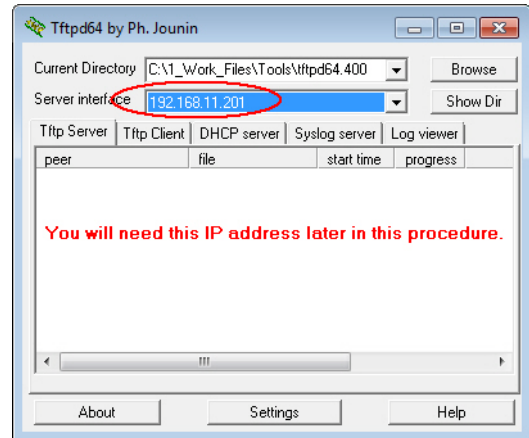 Tftpd64 by Ph. Jounin
Current Directory C:\1_Work_Files\Tools\tftpd64.400 Browse
Server interface 192.168.11.201 Show Dir
Tftp Server Tftp Client DHCP server Syslog server Log viewer
peer file start time progress
You will need this IP address later in this procedure.
About Settings Help